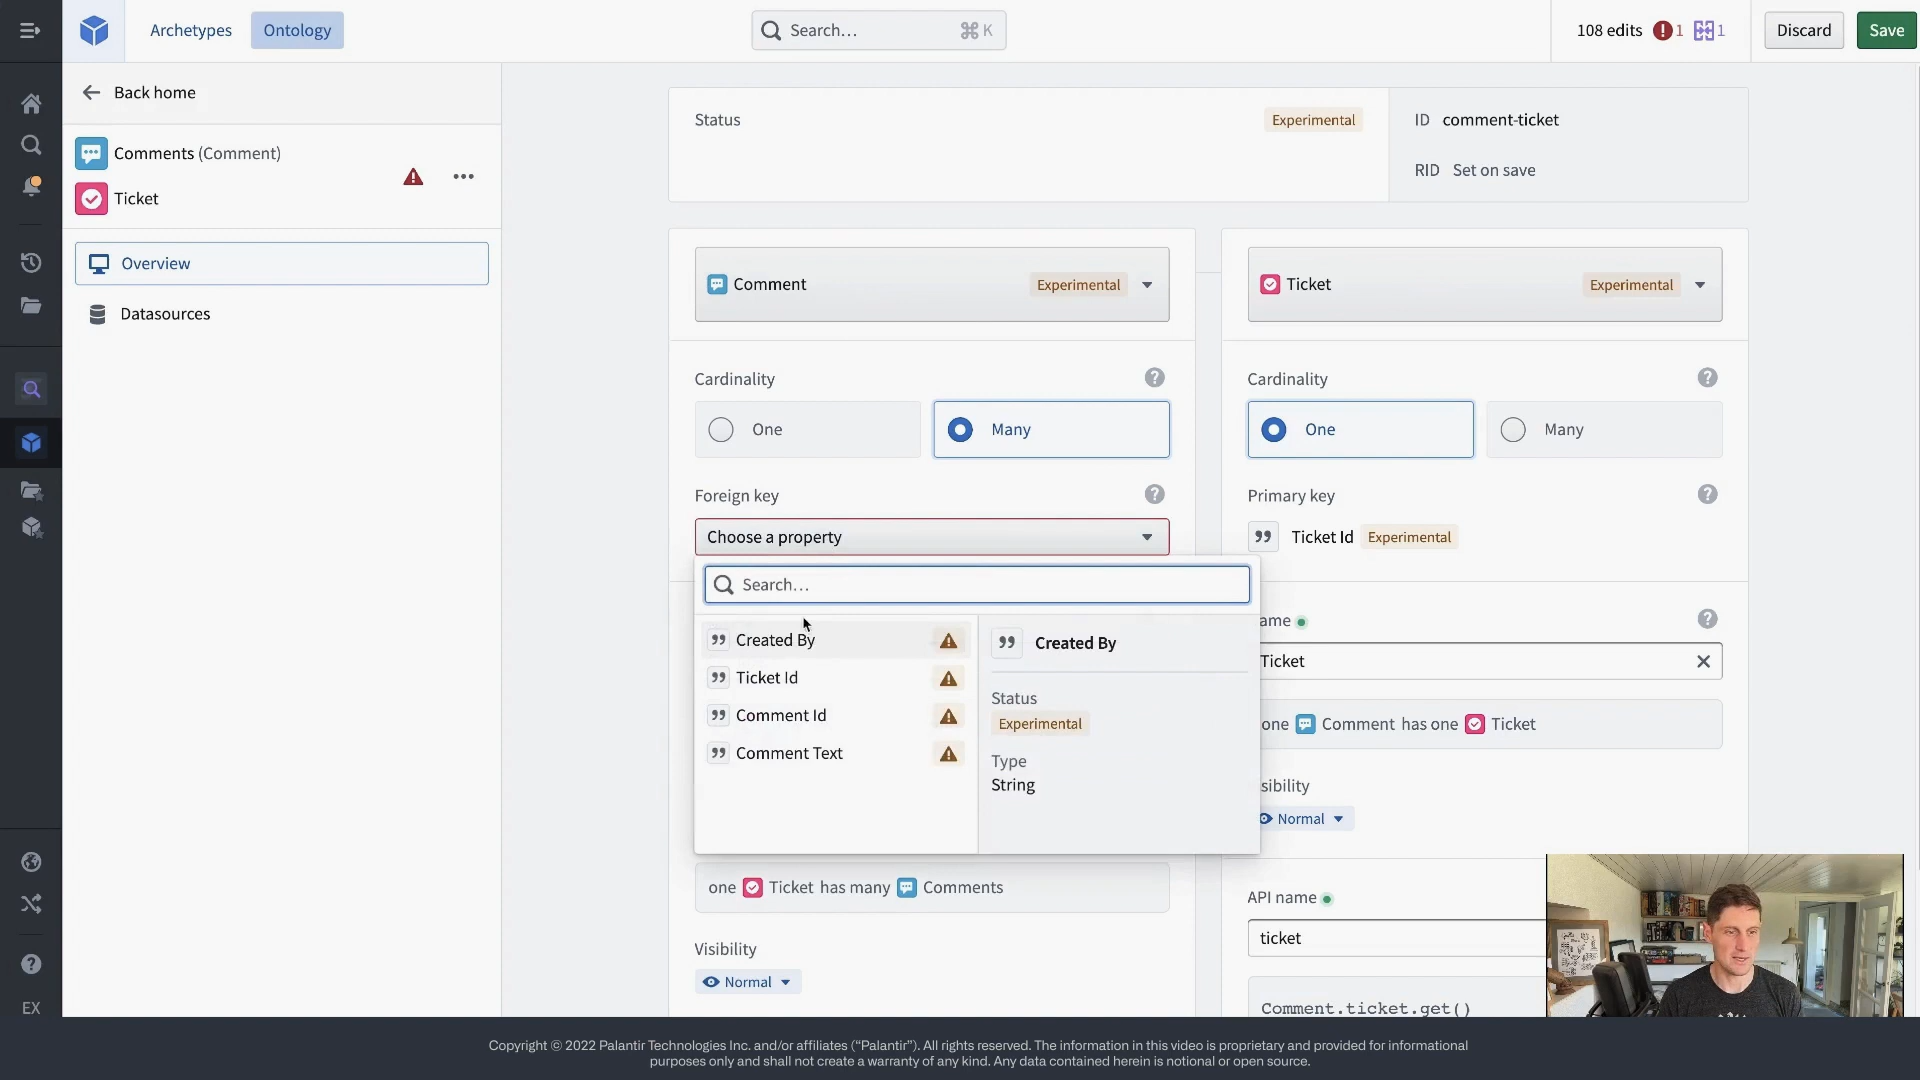 Archetypes
Ontology
Search…
⌘ K
108 edits
1
1
Discard
Save
Back home
Comments (Comment)
Ticket
Overview
Datasources
Status
Experimental
ID comment-ticket
RID Set on save
Comment
Experimental
Ticket
Experimental
Cardinality
Cardinality
One
Many
One
Many
Foreign key
Primary key
Choose a property
Ticket Id
Experimental
Search…
Created By
Ticket Id
Comment Id
Comment Text
Created By
Status
Experimental
Type
String
ame
Ticket
one Comment has one Ticket
sibility
Normal
one Ticket has many Comments
API name
ticket
Visibility
Normal
Comment.ticket.get()
EX
Copyright © 2022 Palantir Technologies Inc. and/or affiliates (“Palantir”). All rights reserved. The information in this video is proprietary and provided for informational
purposes only and shall not create a warranty of any kind. Any data contained herein is notional or open source.